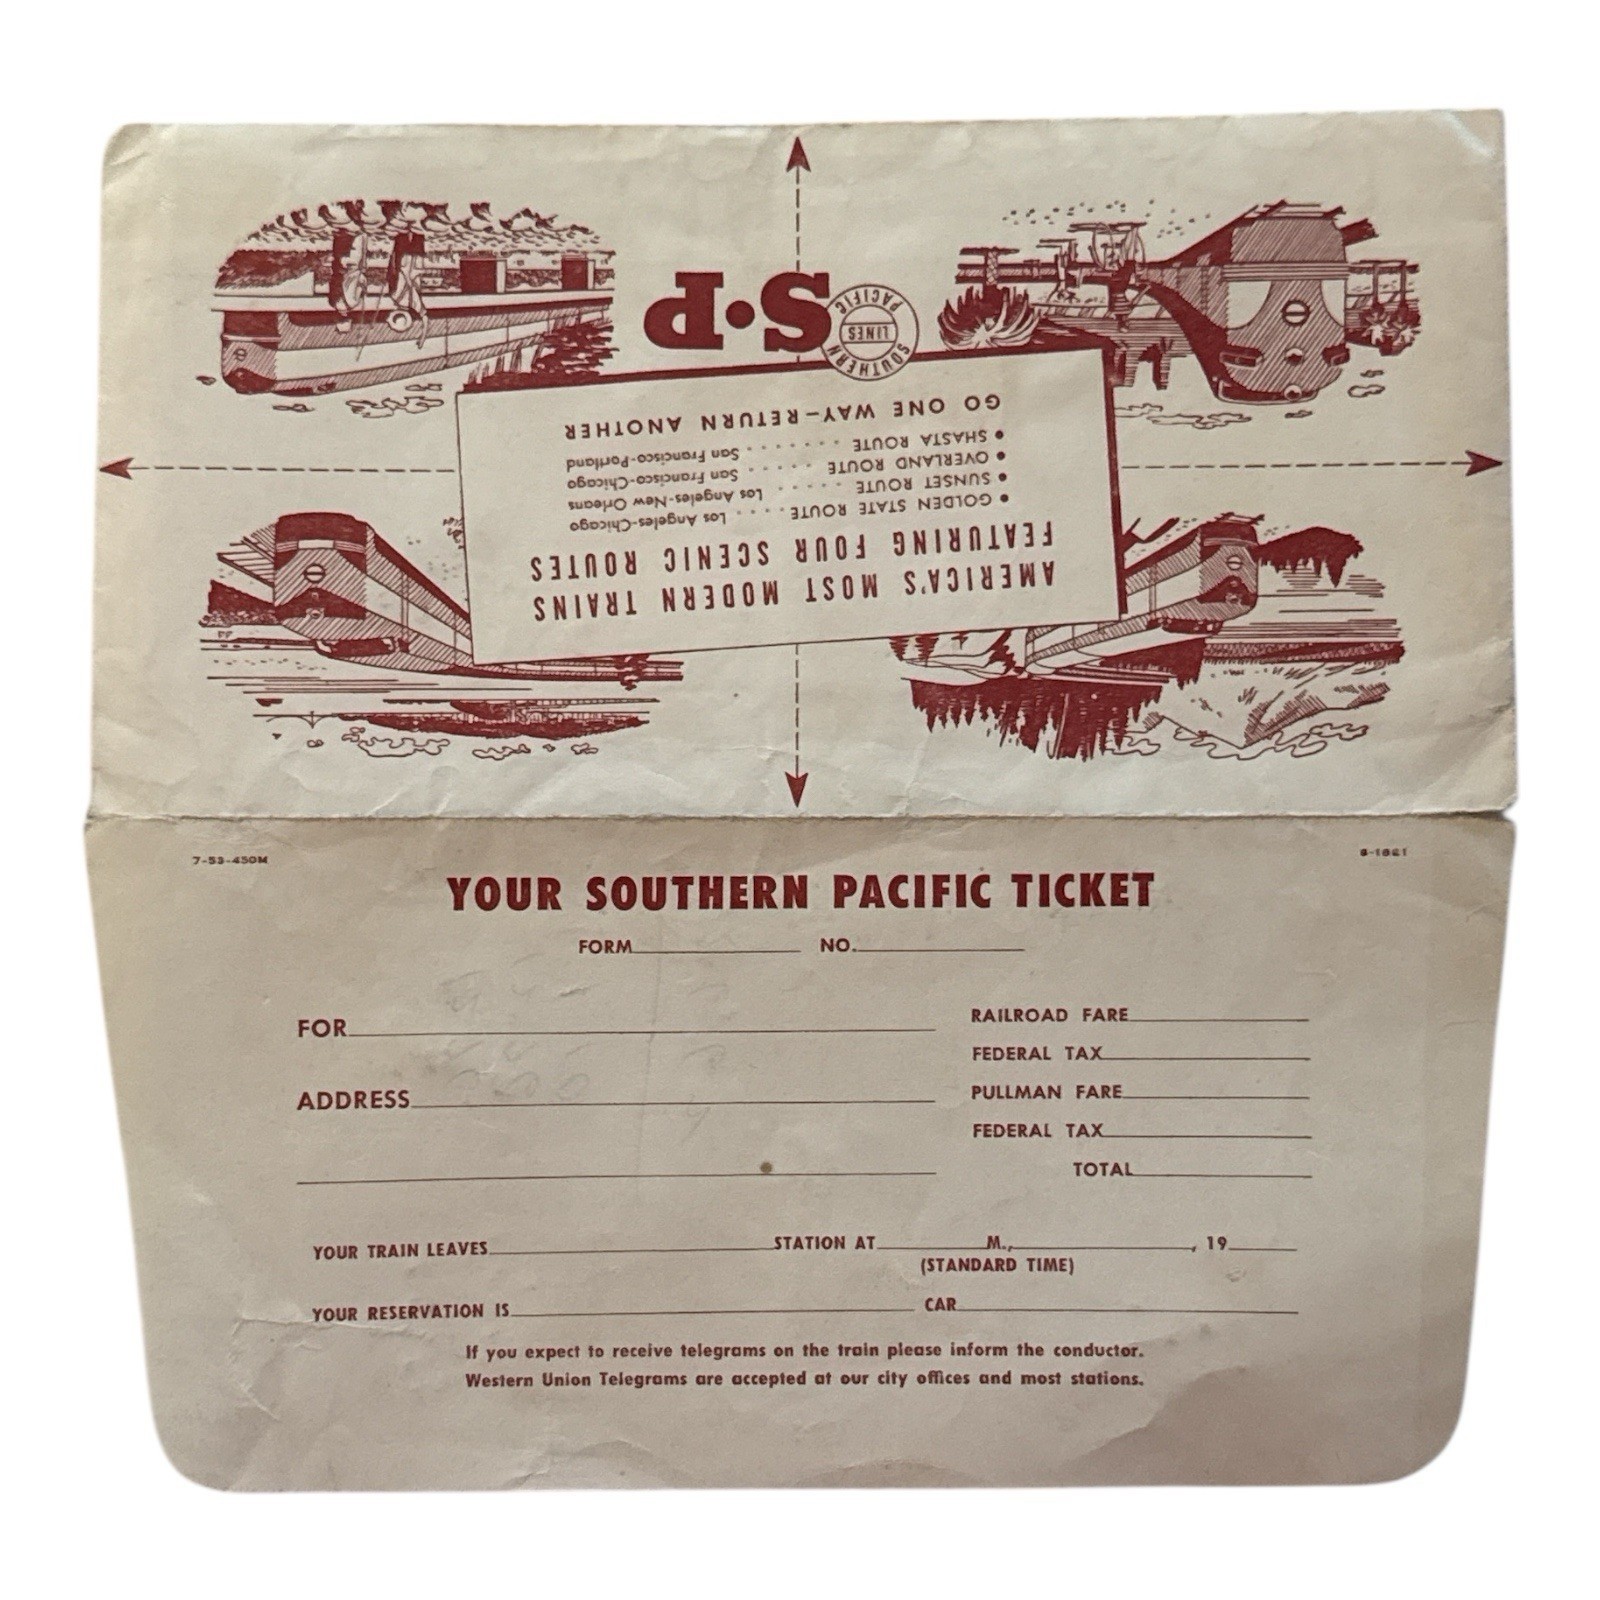 S•P
SOUTHERN PACIFIC LINES
AMERICA'S MOST MODERN TRAINS
FEATURING FOUR SCENIC ROUTES
• GOLDEN STATE ROUTE . . . . . Los Angeles-Chicago
• SUNSET ROUTE . . . . . Los Angeles-New Orleans
• OVERLAND ROUTE . . . . . . San Francisco-Chicago
• SHASTA ROUTE . . . . . . . San Francisco-Portland
GO ONE WAY—RETURN ANOTHER
7-53-450M
YOUR SOUTHERN PACIFIC TICKET
FORM NO.
FOR
ADDRESS
RAILROAD FARE
FEDERAL TAX
PULLMAN FARE
FEDERAL TAX
TOTAL
YOUR TRAIN LEAVES STATION AT M., , 19
(STANDARD TIME)
YOUR RESERVATION IS CAR
If you expect to receive telegrams on the train please inform the conductor.
Western Union Telegrams are accepted at our city offices and most stations.